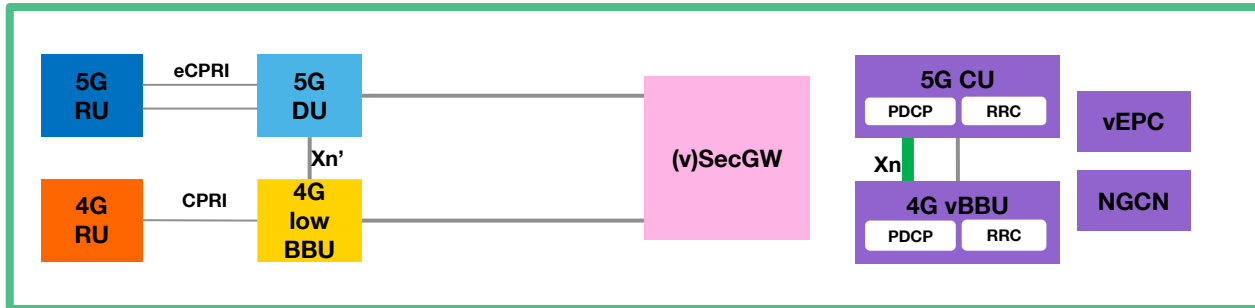 5G
RU
eCPRI
5G
DU
Xn’
4G
RU
CPRI
4G
low
BBU
(v)SecGW
5G CU
PDCP
RRC
Xn
4G vBBU
PDCP
RRC
vEPC
NGCN